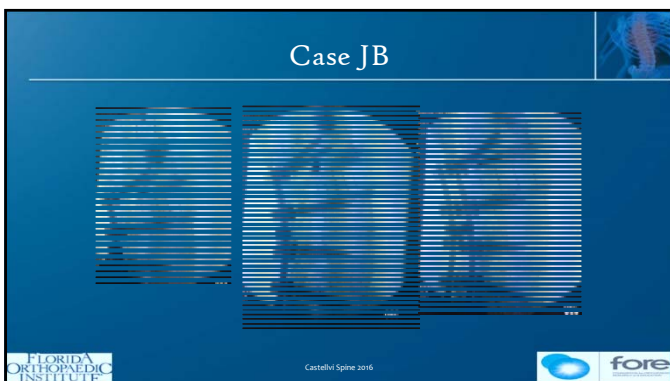 Case JB
FLORIDA
ORTHOPAEDIC
INSTITUTE
Castellvi Spine 2016
fore